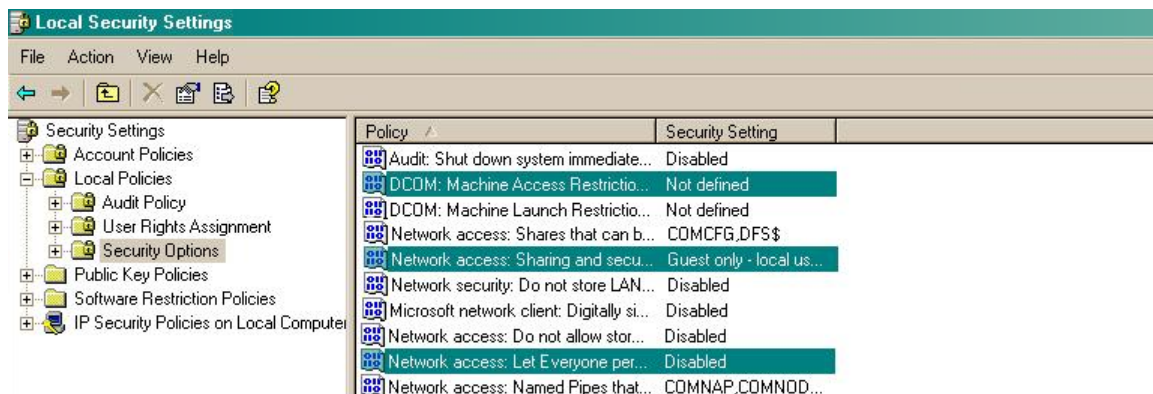 Local Security Settings
File Action View Help
Security Settings
Account Policies
Local Policies
Audit Policy
User Rights Assignment
Security Options
Public Key Policies
Software Restriction Policies
IP Security Policies on Local Computer
Policy Security Setting
Audit: Shut down system immediate... Disabled
DCOM: Machine Access Restrictio... Not defined
DCOM: Machine Launch Restrictio... Not defined
Network access: Shares that can b... COMCFG,DFS$
Network access: Sharing and secu... Guest only - local us...
Network security: Do not store LAN... Disabled
Microsoft network client: Digitally si... Disabled
Network access: Do not allow stor... Disabled
Network access: Let Everyone per... Disabled
Network access: Named Pipes that... COMNAP,COMNOD...